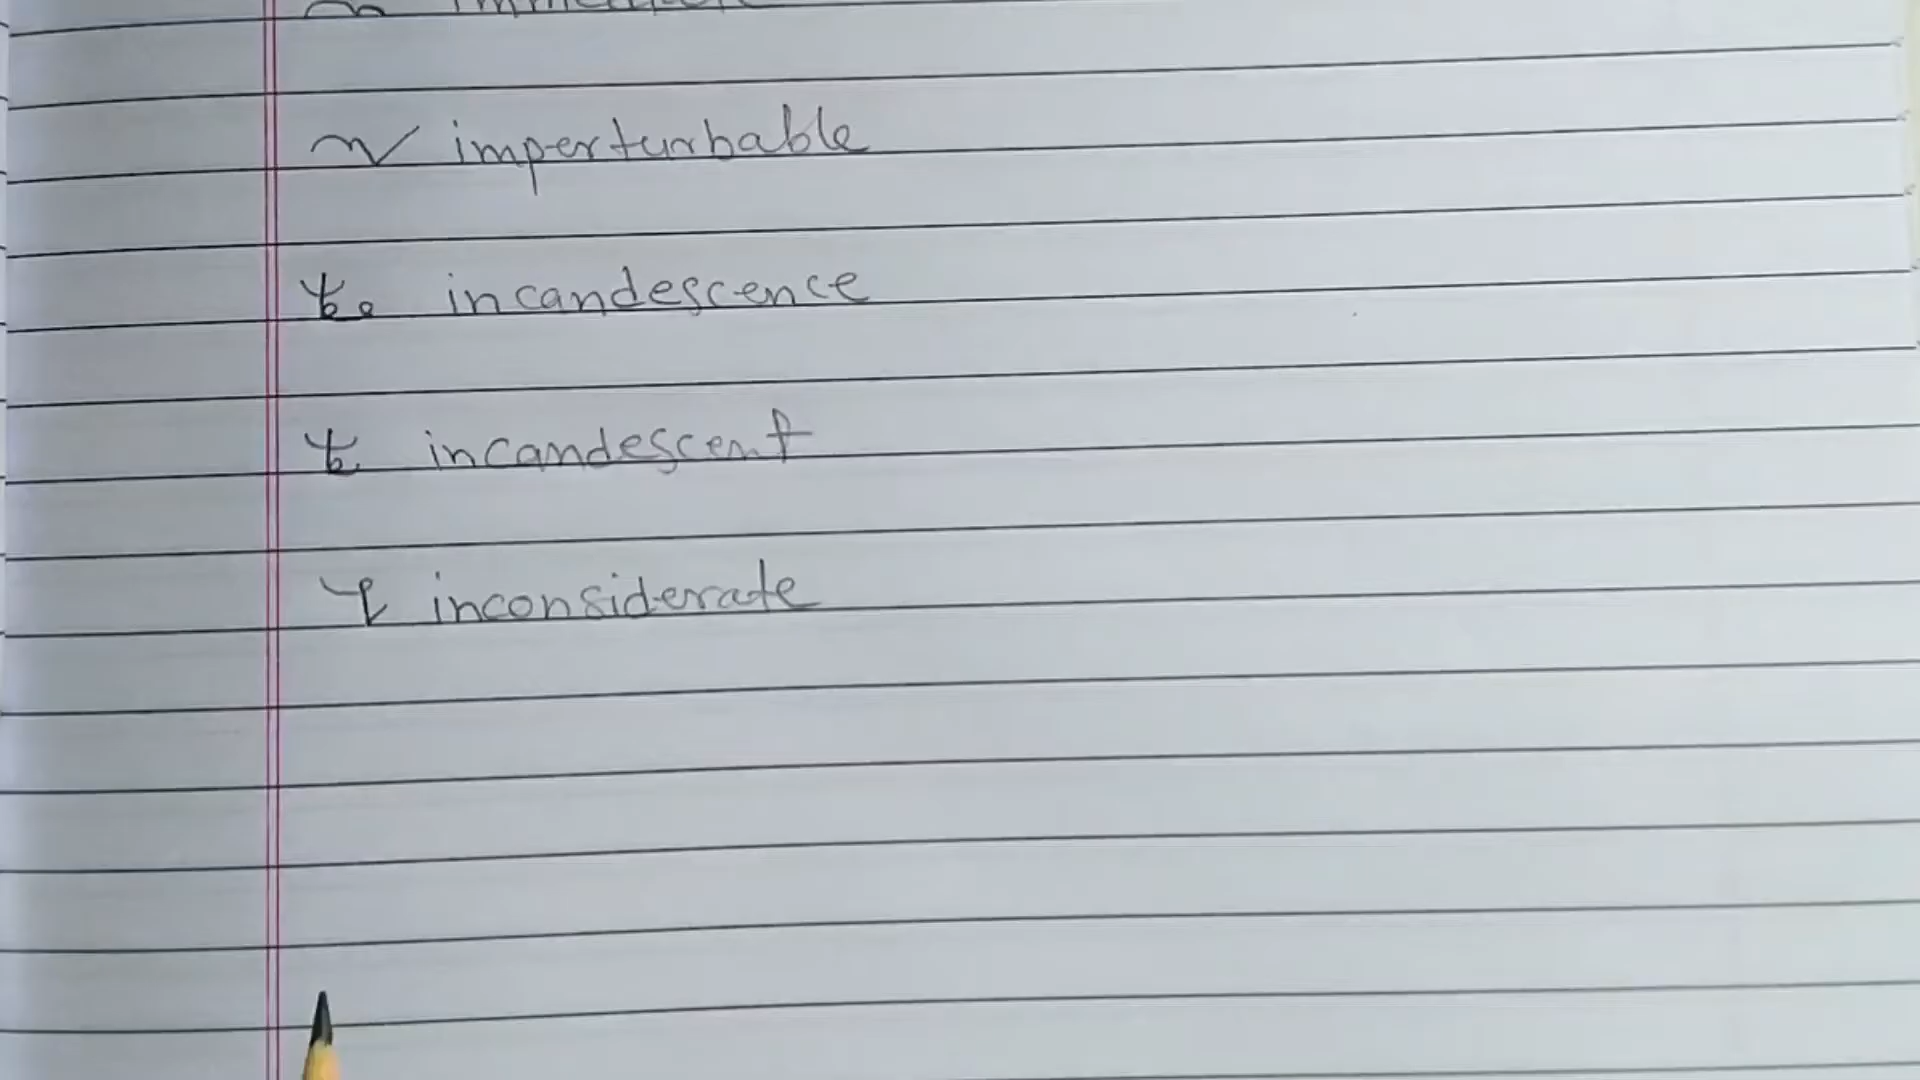 imperturbable
incandescence
incandescent
inconsiderate